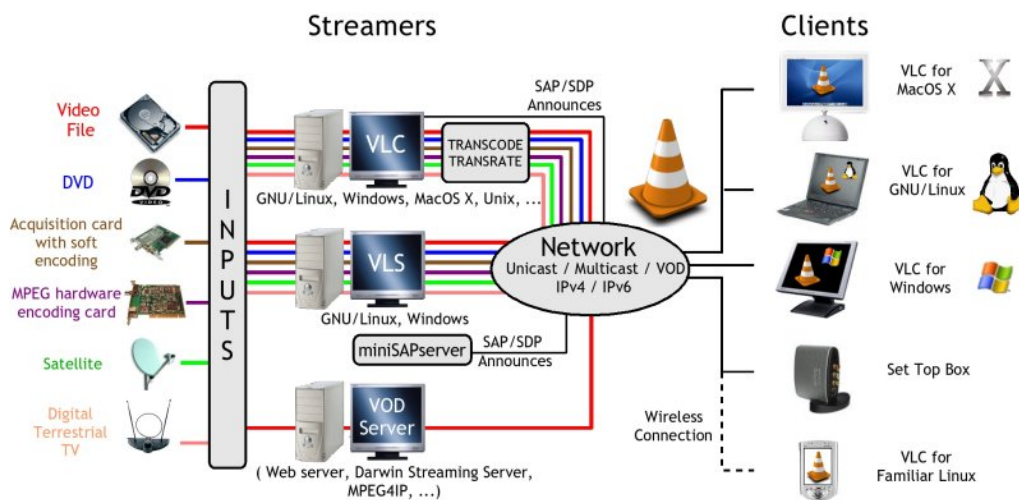 Streamers
Clients
Video
File
DVD
DVD
VIDEO
Acquisition card
with soft
encoding
MPEG hardware
encoding card
Satellite
Digital
Terrestrial
TV
INPUTS
VLC
TRANSCODE
TRANSRATE
SAP/SDP
Announces
GNU/Linux, Windows, MacOS X, Unix, ...
VLS
GNU/Linux, Windows
Network
Unicast / Multicast / VOD
IPv4 / IPv6
miniSAPserver
SAP/SDP
Announces
VOD
Server
( Web server, Darwin Streaming Server,
MPEG4IP, ...)
Wireless
Connection
VLC for
MacOS X
X
VLC for
GNU/Linux
VLC for
Windows
Set Top Box
VLC for
Familiar Linux